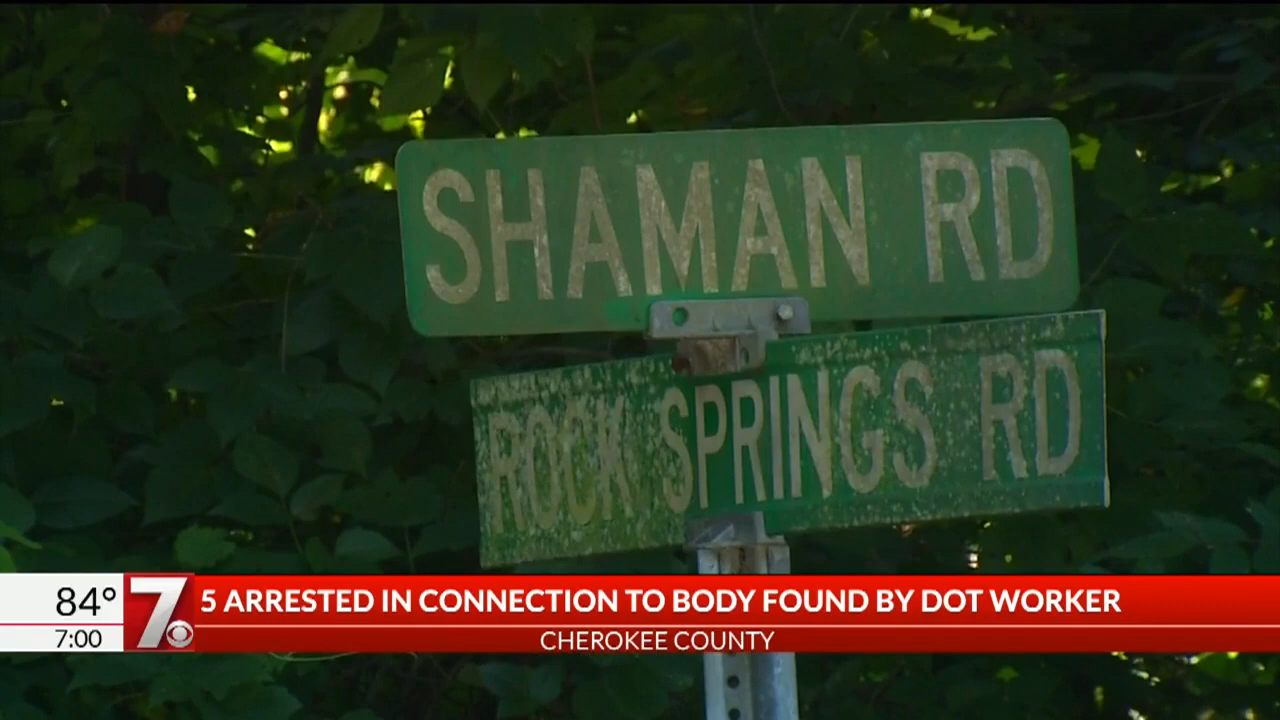 SHAMAN RD
ROCK SPRINGS RD
84°
7:00
7
5 ARRESTED IN CONNECTION TO BODY FOUND BY DOT WORKER
CHEROKEE COUNTY